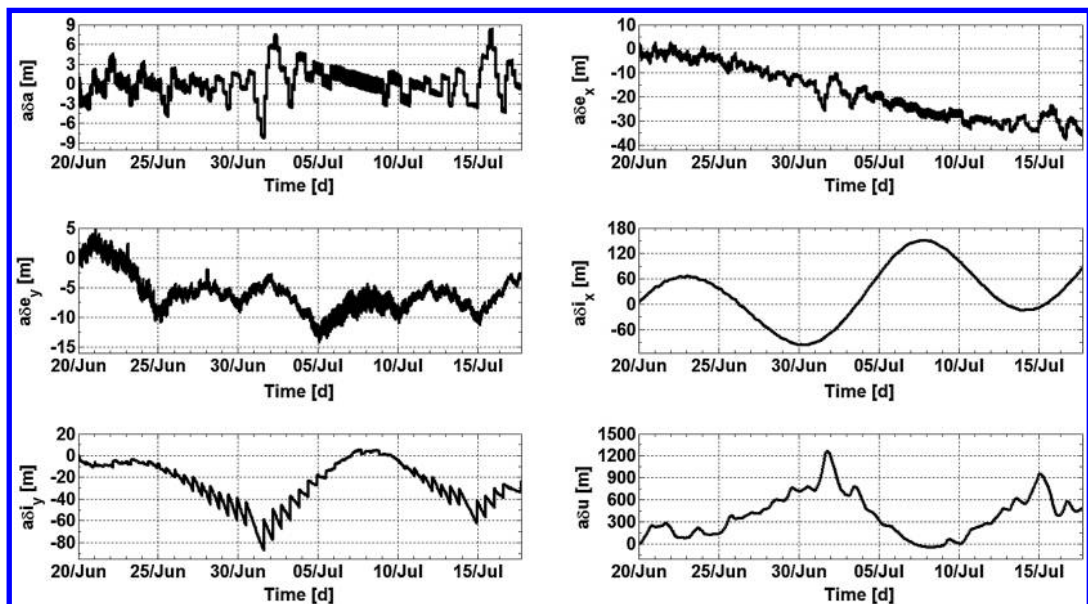 aδa [m]
9
6
3
0
-3
-6
-9
20/Jun 25/Jun 30/Jun 05/Jul 10/Jul 15/Jul
Time [d]
aδeₓ [m]
10
0
-10
-20
-30
-40
20/Jun 25/Jun 30/Jun 05/Jul 10/Jul 15/Jul
Time [d]
aδe_y [m]
5
0
-5
-10
-15
20/Jun 25/Jun 30/Jun 05/Jul 10/Jul 15/Jul
Time [d]
aδiₓ [m]
180
120
60
0
-60
20/Jun 25/Jun 30/Jun 05/Jul 10/Jul 15/Jul
Time [d]
aδi_y [m]
20
0
-20
-40
-60
-80
20/Jun 25/Jun 30/Jun 05/Jul 10/Jul 15/Jul
Time [d]
aδu [m]
1500
1200
900
600
300
0
20/Jun 25/Jun 30/Jun 05/Jul 10/Jul 15/Jul
Time [d]